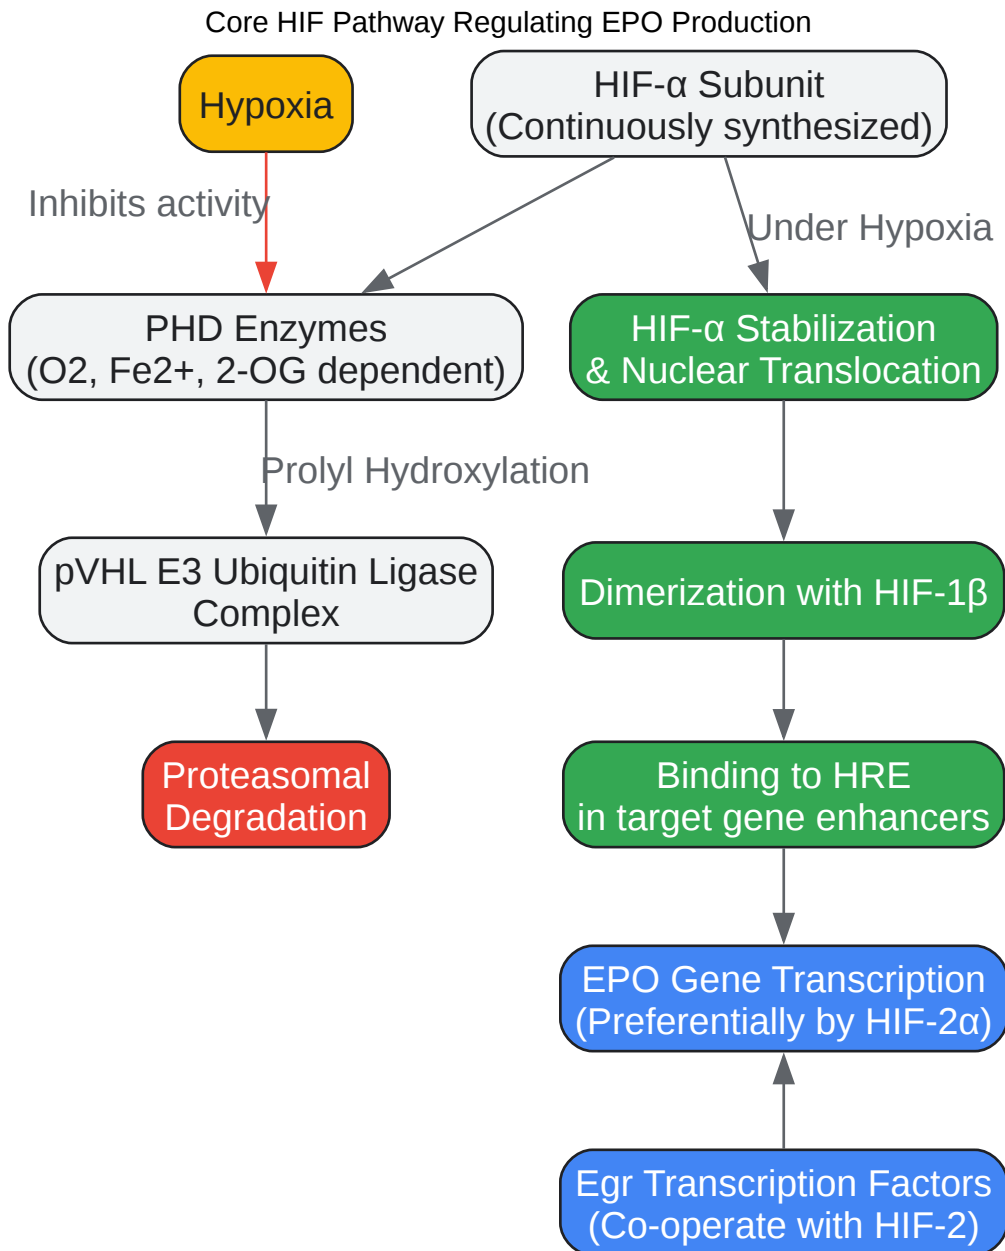 Core HIF Pathway Regulating EPO Production
Hypoxia
HIF-α Subunit
(Continuously synthesized)
Inhibits activity
Under Hypoxia
PHD Enzymes
(O2, Fe2+, 2-OG dependent)
HIF-α Stabilization
& Nuclear Translocation
Prolyl Hydroxylation
pVHL E3 Ubiquitin Ligase
Complex
Dimerization with HIF-1β
Proteasomal
Degradation
Binding to HRE
in target gene enhancers
EPO Gene Transcription
(Preferentially by HIF-2α)
Egr Transcription Factors
(Co-operate with HIF-2)